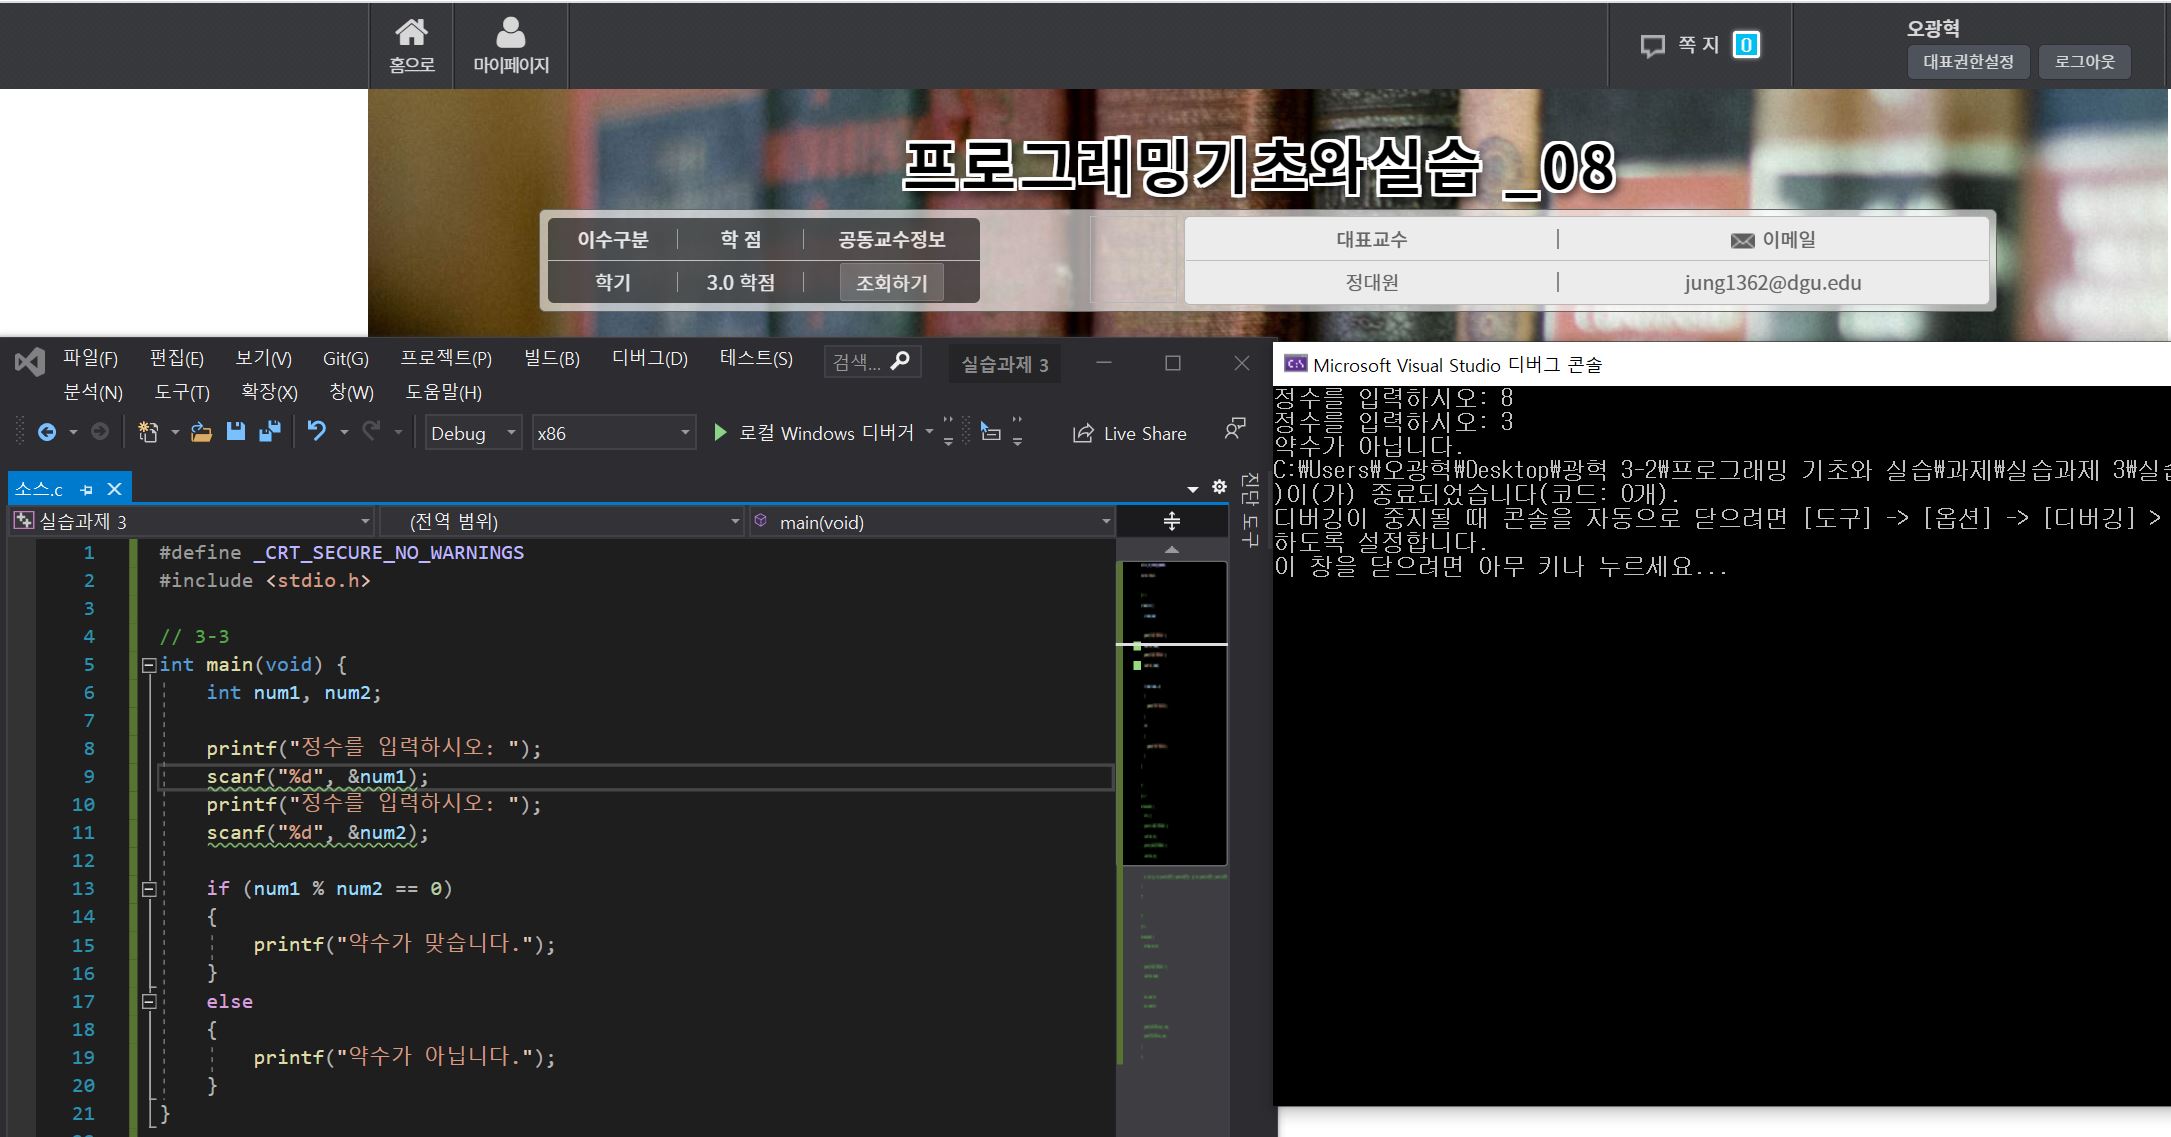 홈으로
마이페이지
쪽 지 0
오광혁
대표권한설정 로그아웃
프로그래밍기초와실습 _08
이수구분 학 점 공동교수정보
학기 3.0 학점 조회하기
대표교수 이메일
정대원 jung1362@dgu.edu
파일(F) 편집(E) 보기(V) Git(G) 프로젝트(P) 빌드(B) 디버그(D) 테스트(S) 검색... 실습과제 3
분석(N) 도구(T) 확장(X) 창(W) 도움말(H)
Debug x86 로컬 Windows 디버거 Live Share
소스.c
진단 도구
실습과제 3 (전역 범위) main(void)
1 #define _CRT_SECURE_NO_WARNINGS
2 #include <stdio.h>
3
4 // 3-3
5 int main(void) {
6 int num1, num2;
7
8 printf("정수를 입력하시오: ");
9 scanf("%d", &num1);
10 printf("정수를 입력하시오: ");
11 scanf("%d", &num2);
12
13 if (num1 % num2 == 0)
14 {
15 printf("약수가 맞습니다.");
16 }
17 else
18 {
19 printf("약수가 아닙니다.");
20 }
21 }
Microsoft Visual Studio 디버그 콘솔
정수를 입력하시오: 8
정수를 입력하시오: 3
약수가 아닙니다.
C:₩Users₩오광혁₩Desktop₩광혁 3-2₩프로그래밍 기초와 실습₩과제₩실습과제 3₩실습
)이(가) 종료되었습니다(코드: 0개).
디버깅이 중지될 때 콘솔을 자동으로 닫으려면 [도구] -> [옵션] -> [디버깅] >
하도록 설정합니다.
이 창을 닫으려면 아무 키나 누르세요...